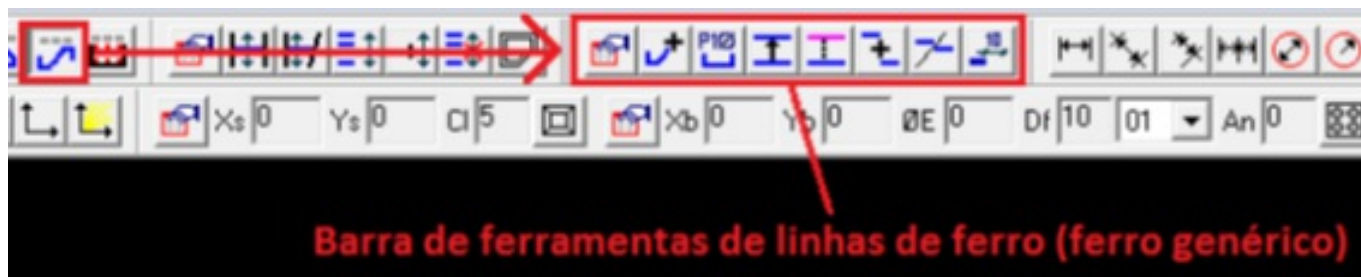 P1Ø 10
Xs 0 Ys 0 Cl 5 Xb 0 Yb 0 ØE 0 Df 10 01 An 0
Barra de ferramentas de linhas de ferro (ferro genérico)